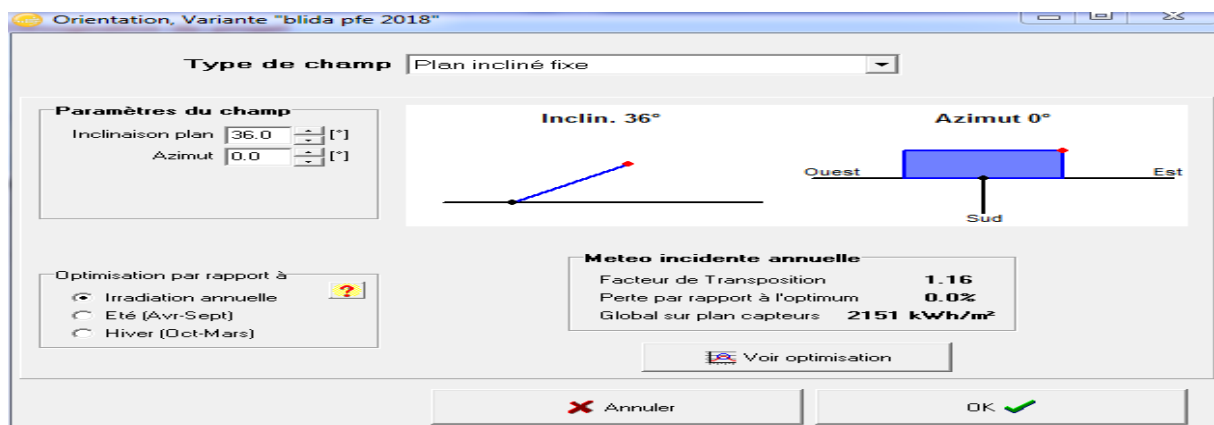 Orientation, Variante "blida pfe 2018"
Type de champ Plan incliné fixe
Paramètres du champ
Inclinaison plan 36.0 [°]
Azimut 0.0 [°]
Inclin. 36°
Azimut 0°
Ouest
Est
Sud
Optimisation par rapport à
?
Irradiation annuelle
Eté (Avr-Sept)
Hiver (Oct-Mars)
Meteo incidente annuelle
Facteur de Transposition 1.16
Perte par rapport à l'optimum 0.0%
Global sur plan capteurs 2151 kWh/m²
Voir optimisation
Annuler
OK